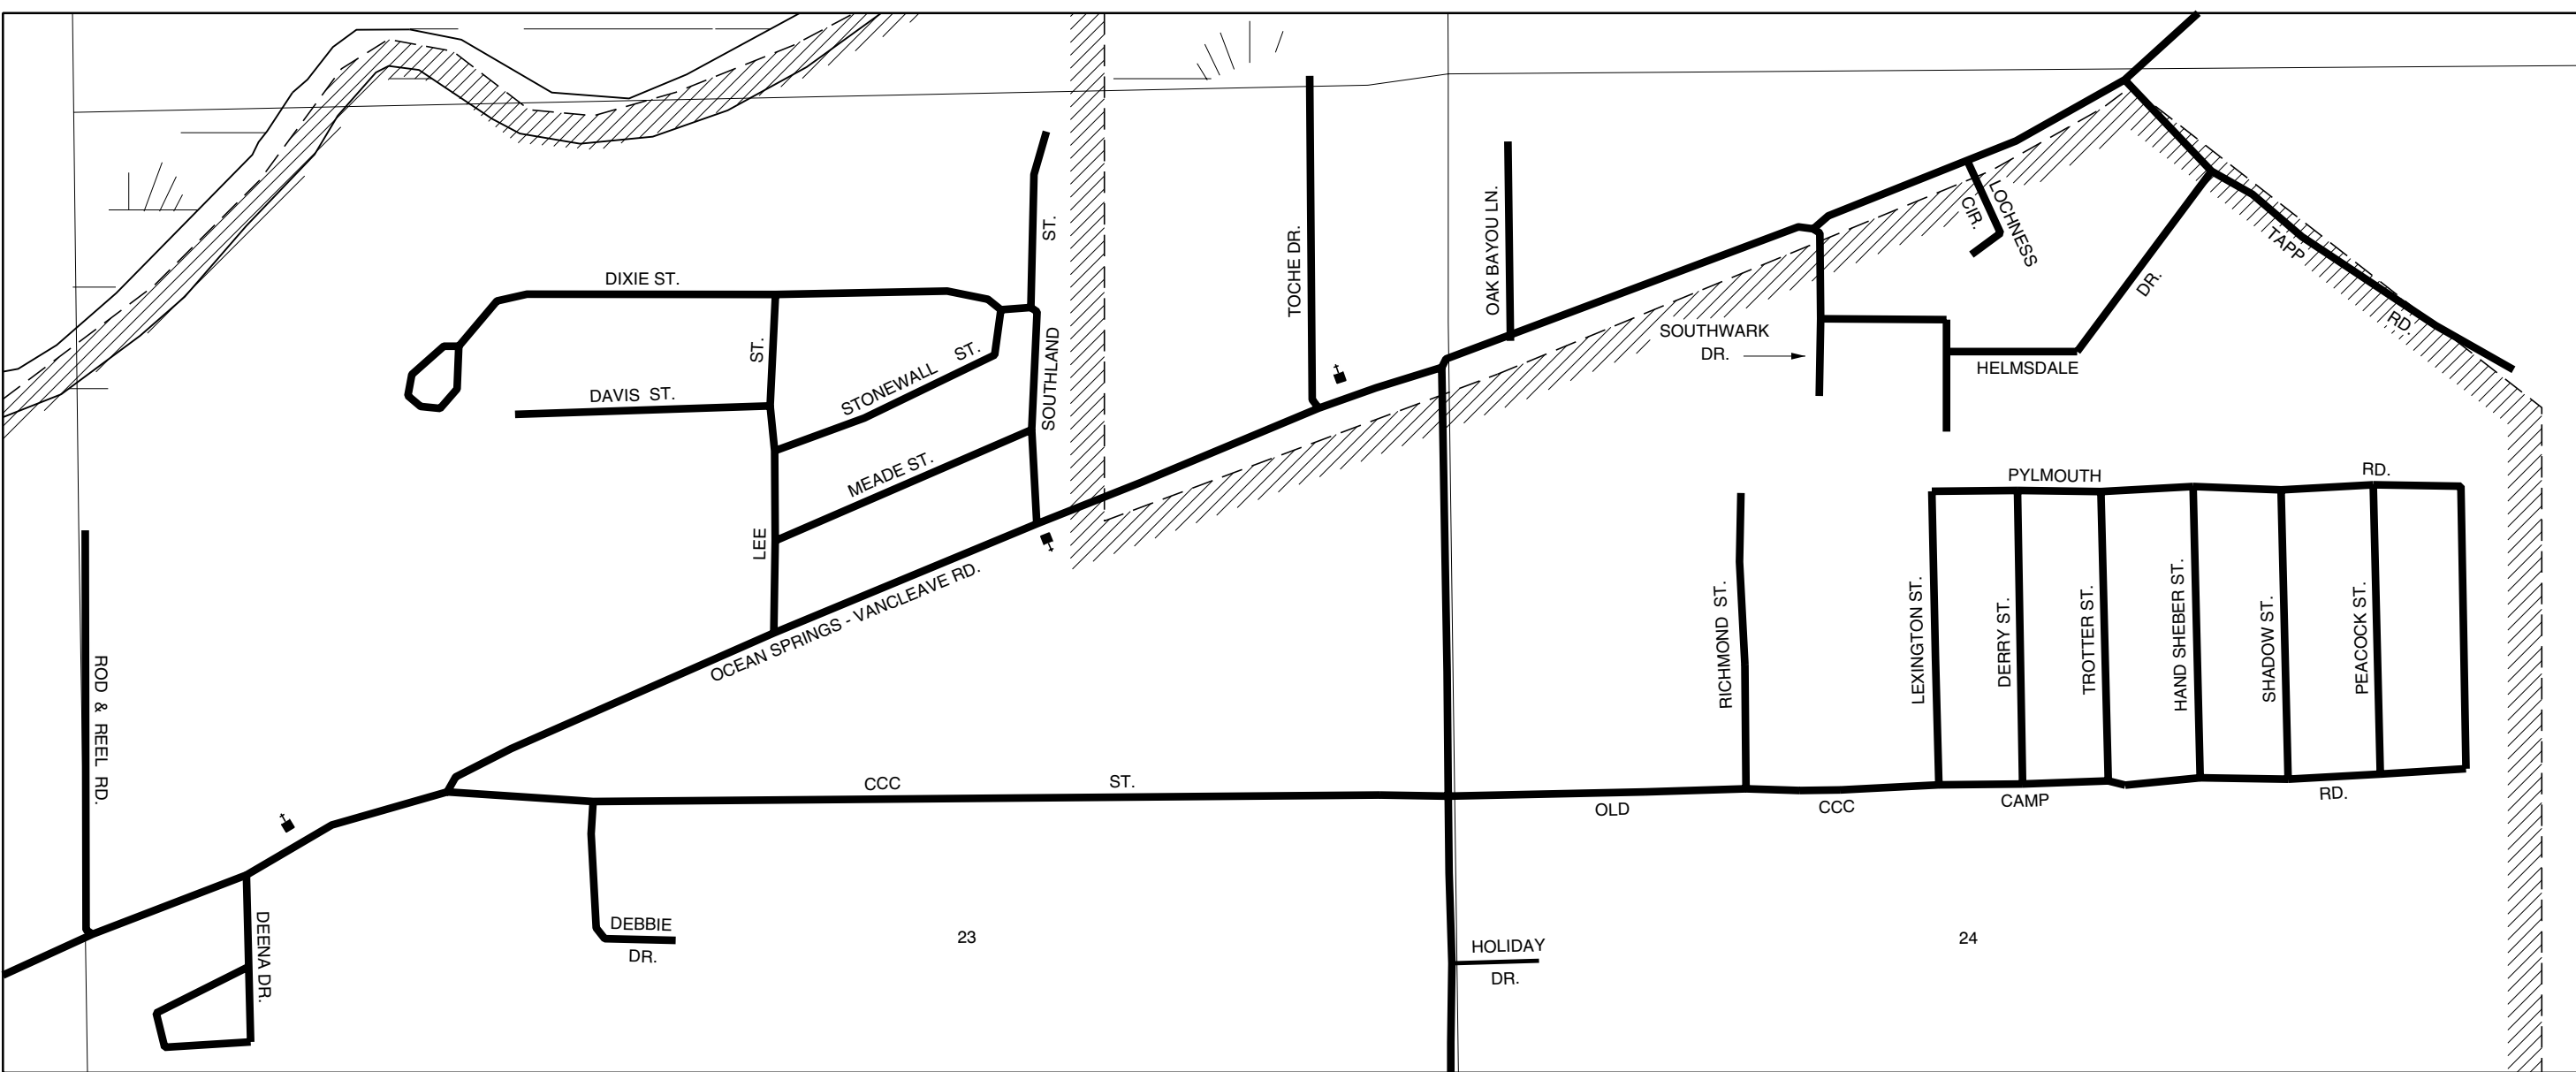 LOCHNESS
CIR.
ST.
OAK BAYOU LN.
TOCHE DR.
TAPP
RD.
DIXIE ST.
DR.
SOUTHWARK
DR.
ST.
STONEWALL ST.
SOUTHLAND
HELMSDALE
DAVIS ST.
MEADE ST.
PYLMOUTH RD.
LEE
OCEAN SPRINGS - VANCLEAVE RD.
ROD & REEL RD.
RICHMOND ST.
LEXINGTON ST.
DERRY ST.
TROTTER ST.
HAND SHEBER ST.
SHADOW ST.
PEACOCK ST.
CCC ST.
OLD CCC CAMP RD.
DEENA DR.
DEBBIE
DR.
23
24
HOLIDAY
DR.